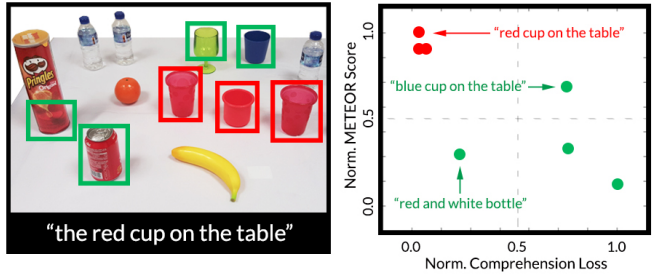 Pringles
Original
"the red cup on the table"
Norm. METEOR Score
1.0
0.5
0.0
"red cup on the table"
"blue cup on the table"
"red and white bottle"
0.0
0.5
1.0
Norm. Comprehension Loss